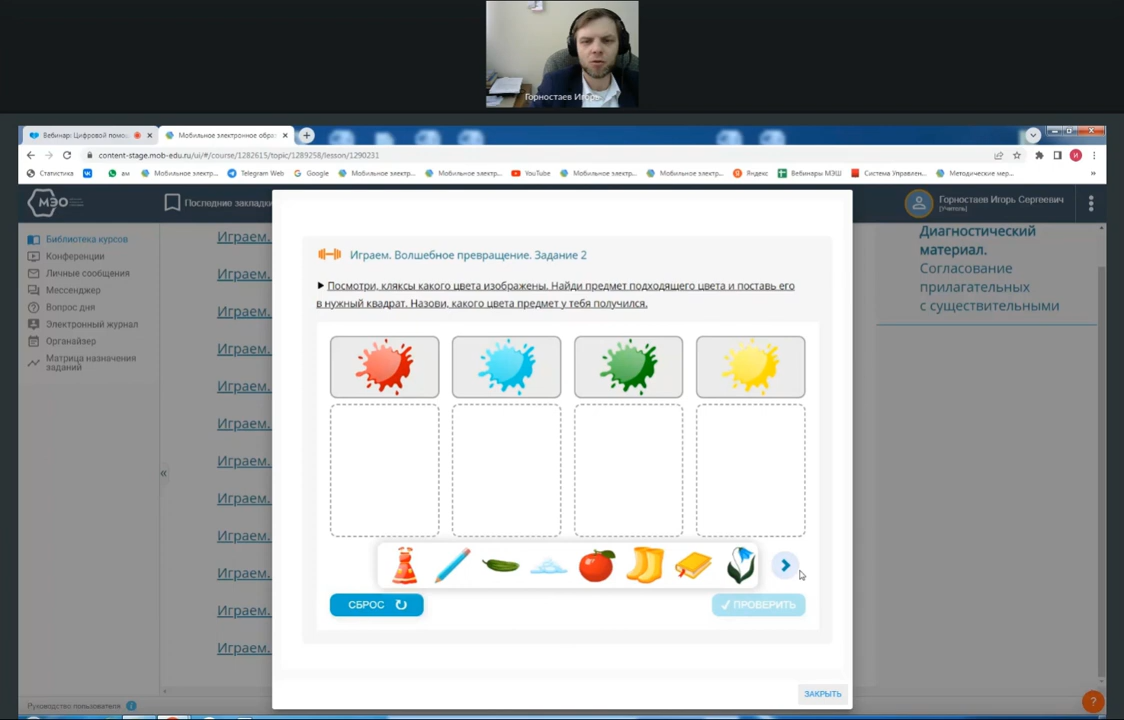 Горностаев Игорь
Вебинар: Цифровой помо
Мобильное электронное обра
content-stage.mob-edu.ru/ui/#/course/1282615/topic/1289258/lesson/1290231
Статистика
ам
Мобильное электр...
Telegram Web
Google
Мобильное электр...
Мобильное электр...
YouTube
Мобильное электр...
Мобильное электр...
Яндекс
Вебинары МЭШ
Система Управлен...
Методические мер...
»
МЭО
Последние закладки
Горностаев Игорь Сергеевич
[Учитель]
Библиотека курсов
Конференции
Личные сообщения
Мессенджер
Вопрос дня
Электронный журнал
Органайзер
Матрица назначения
заданий
«
Играем.
Играем.
Играем.
Играем.
Играем.
Играем.
Играем.
Играем.
Играем.
Играем.
Играем.
Играем.
Играем. Волшебное превращение. Задание 2
Посмотри, кляксы какого цвета изображены. Найди предмет подходящего цвета и поставь его
в нужный квадрат. Назови, какого цвета предмет у тебя получился.
СБРОС
✓ ПРОВЕРИТЬ
ЗАКРЫТЬ
Диагностический
материал.
Согласование
прилагательных
с существительными
Руководство пользователя
?